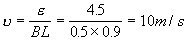 υ = ε/BL = 4.5/0.5×0.9 = 10m/s